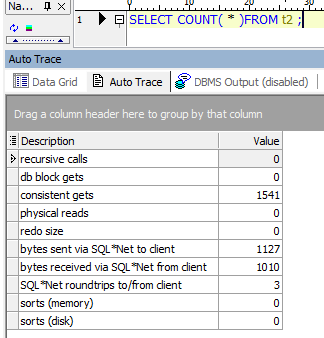 Na...
10 20 30
1 SELECT COUNT( * )FROM t2 ;
Auto Trace
Data Grid Auto Trace DBMS Output (disabled)
Drag a column header here to group by that column
Description Value
recursive calls 0
db block gets 0
consistent gets 1541
physical reads 0
redo size 0
bytes sent via SQL*Net to client 1127
bytes received via SQL*Net from client 1010
SQL*Net roundtrips to/from client 3
sorts (memory) 0
sorts (disk) 0